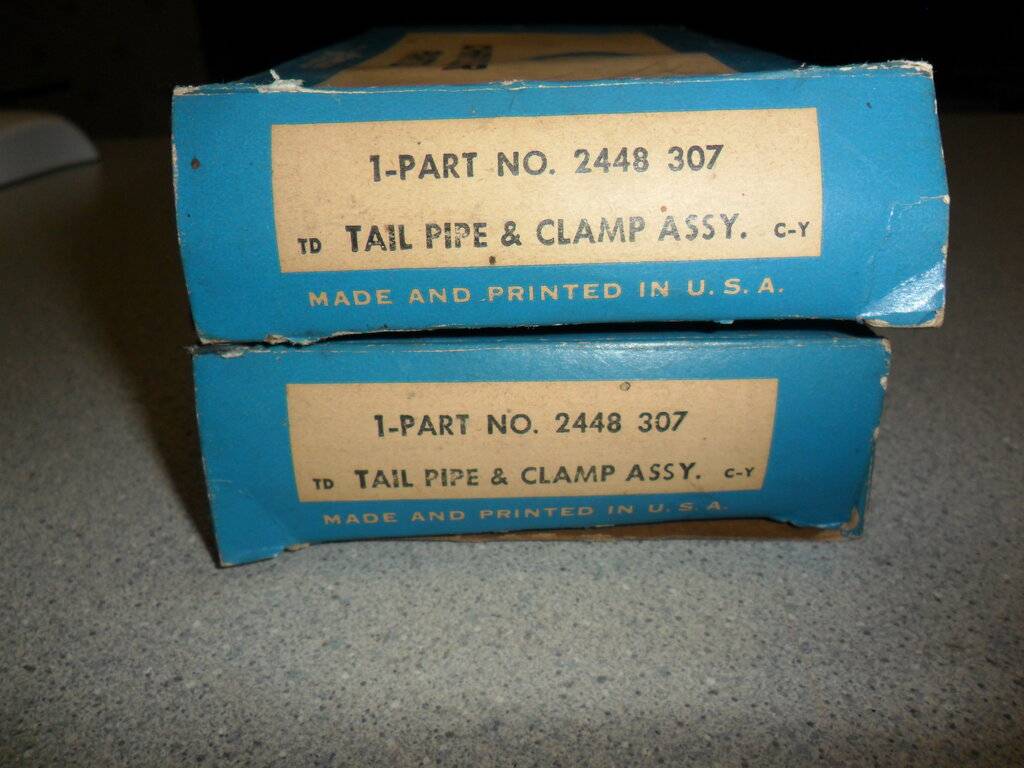 1-PART NO. 2448 307
TD TAIL PIPE & CLAMP ASSY. C-Y
MADE AND PRINTED IN U.S.A.
1-PART NO. 2448 307
TD TAIL PIPE & CLAMP ASSY. C-Y
MADE AND PRINTED IN U.S.A.